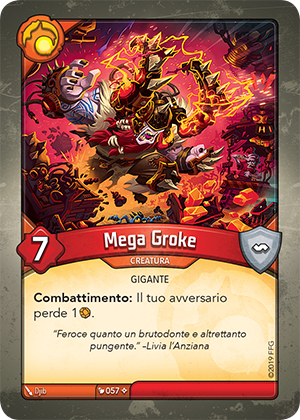 Mega Groke
7
CREATURA
GIGANTE
Combattimento: Il tuo avversario
perde 1
“Feroce quanto un brutodonte e altrettanto
pungente.” –Livia l’Anziana
Djib
057
©2019 FFG